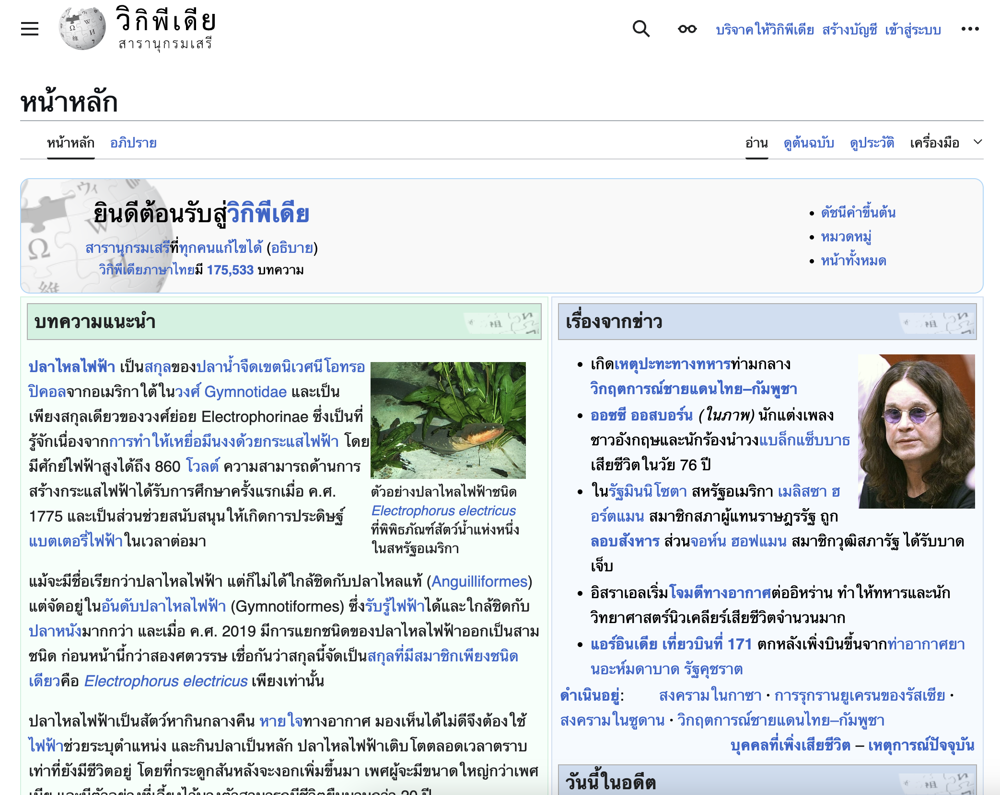 วิกิพีเดีย
สารานุกรมเสรี
บริจาคให้วิกิพีเดีย สร้างบัญชี เข้าสู่ระบบ
หน้าหลัก
หน้าหลัก อภิปราย
อ่าน ดูต้นฉบับ ดูประวัติ เครื่องมือ
ยินดีต้อนรับสู่วิกิพีเดีย
สารานุกรมเสรีที่ทุกคนแก้ไขได้ (อธิบาย)
วิกิพีเดียภาษาไทยมี 175,533 บทความ
ดัชนีคำขึ้นต้น
หมวดหมู่
หน้าทั้งหมด
บทความแนะนำ
ปลาไหลไฟฟ้า เป็นสกุลของปลาน้ำจืดเขตนิเวศนีโอทรอ
ปิคอลจากอเมริกาใต้ในวงศ์ Gymnotidae และเป็น
เพียงสกุลเดียวของวงศ์ย่อย Electrophorinae ซึ่งเป็นที่
รู้จักเนื่องจากการทำให้เหยื่อมึนงงด้วยกระแสไฟฟ้า โดย
มีศักย์ไฟฟ้าสูงได้ถึง 860 โวลต์ ความสามารถด้านการ
สร้างกระแสไฟฟ้าได้รับการศึกษาครั้งแรกเมื่อ ค.ศ.
1775 และเป็นส่วนช่วยสนับสนุนให้เกิดการประดิษฐ์
แบตเตอรี่ไฟฟ้าในเวลาต่อมา
ตัวอย่างปลาไหลไฟฟ้าชนิด
Electrophorus electricus
ที่พิพิธภัณฑ์สัตว์น้ำแห่งหนึ่ง
ในสหรัฐอเมริกา
แม้จะมีชื่อเรียกว่าปลาไหลไฟฟ้า แต่ก็ไม่ได้ใกล้ชิดกับปลาไหลแท้ (Anguilliformes)
แต่จัดอยู่ในอันดับปลาไหลไฟฟ้า (Gymnotiformes) ซึ่งรับรู้ไฟฟ้าได้และใกล้ชิดกับ
ปลาหนังมากกว่า และเมื่อ ค.ศ. 2019 มีการแยกชนิดของปลาไหลไฟฟ้าออกเป็นสาม
ชนิด ก่อนหน้านี้กว่าสองศตวรรษ เชื่อกันว่าสกุลนี้จัดเป็นสกุลที่มีสมาชิกเพียงชนิด
เดียวคือ Electrophorus electricus เพียงเท่านั้น
ปลาไหลไฟฟ้าเป็นสัตว์หากินกลางคืน หายใจทางอากาศ มองเห็นได้ไม่ดีจึงต้องใช้
ไฟฟ้าช่วยระบุตำแหน่ง และกินปลาเป็นหลัก ปลาไหลไฟฟ้าเติบโตตลอดเวลาตราบ
เท่าที่ยังมีชีวิตอยู่ โดยที่กระดูกสันหลังจะงอกเพิ่มขึ้นมา เพศผู้จะมีขนาดใหญ่กว่าเพศ
เรื่องจากข่าว
เกิดเหตุปะทะทางทหารท่ามกลาง
วิกฤตการณ์ชายแดนไทย–กัมพูชา
ออซซี ออสบอร์น (ในภาพ) นักแต่งเพลง
ชาวอังกฤษและนักร้องนำวงแบล็กแซ็บบาธ
เสียชีวิตในวัย 76 ปี
ในรัฐมินนิโซตา สหรัฐอเมริกา เมลิสซา ฮ
อร์ตแมน สมาชิกสภาผู้แทนราษฎรรัฐ ถูก
ลอบสังหาร ส่วนจอห์น ฮอฟแมน สมาชิกวุฒิสภารัฐ ได้รับบาด
เจ็บ
อิสราเอลเริ่มโจมตีทางอากาศต่ออิหร่าน ทำให้ทหารและนัก
วิทยาศาสตร์นิวเคลียร์เสียชีวิตจำนวนมาก
แอร์อินเดีย เที่ยวบินที่ 171 ตกหลังเพิ่งบินขึ้นจากท่าอากาศยา
นอะห์มดาบาด รัฐคุชราต
ดำเนินอยู่: สงครามในกาซา · การรุกรานยูเครนของรัสเซีย ·
สงครามในซูดาน · วิกฤตการณ์ชายแดนไทย–กัมพูชา
บุคคลที่เพิ่งเสียชีวิต – เหตุการณ์ปัจจุบัน
วันนี้ในอดีต